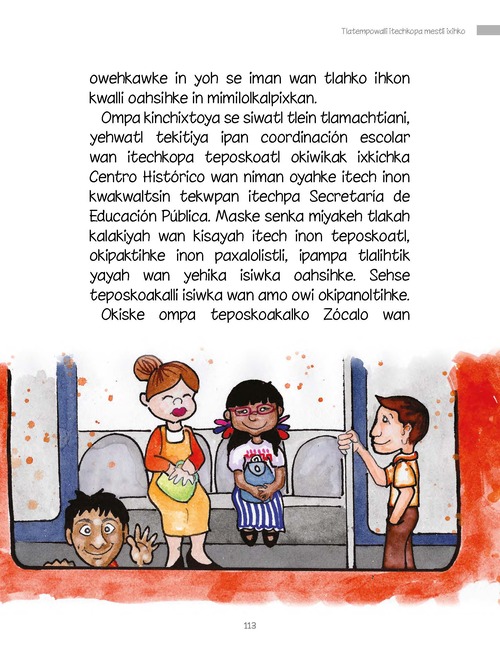 Tlatempowalli itechkopa mestli ixihko
owehkawke in yoh se iman wan tlahko ihkon
kwalli oahsihke in mimilolkalpixkan.
Ompa kinchixtoya se siwatl tlein tlamachtiani,
yehwatl tekitiya ipan coordinación escolar
wan itechkopa teposkoatl okiwikak ixkichka
Centro Histórico wan niman oyahke itech inon
kwakwaltsin tekwpan itechpa Secretaría de
Educación Pública. Maske senka miyakeh tlakah
kalakiyah wan kisayah itech inon teposkoatl,
okipaktihke inon paxalolistli, ipampa tlalihtik
yayah wan yehika isiwka oahsihke. Sehse
teposkoakalli isiwka wan amo owi okipanoltihke.
Okiske ompa teposkoakalko Zócalo wan
113